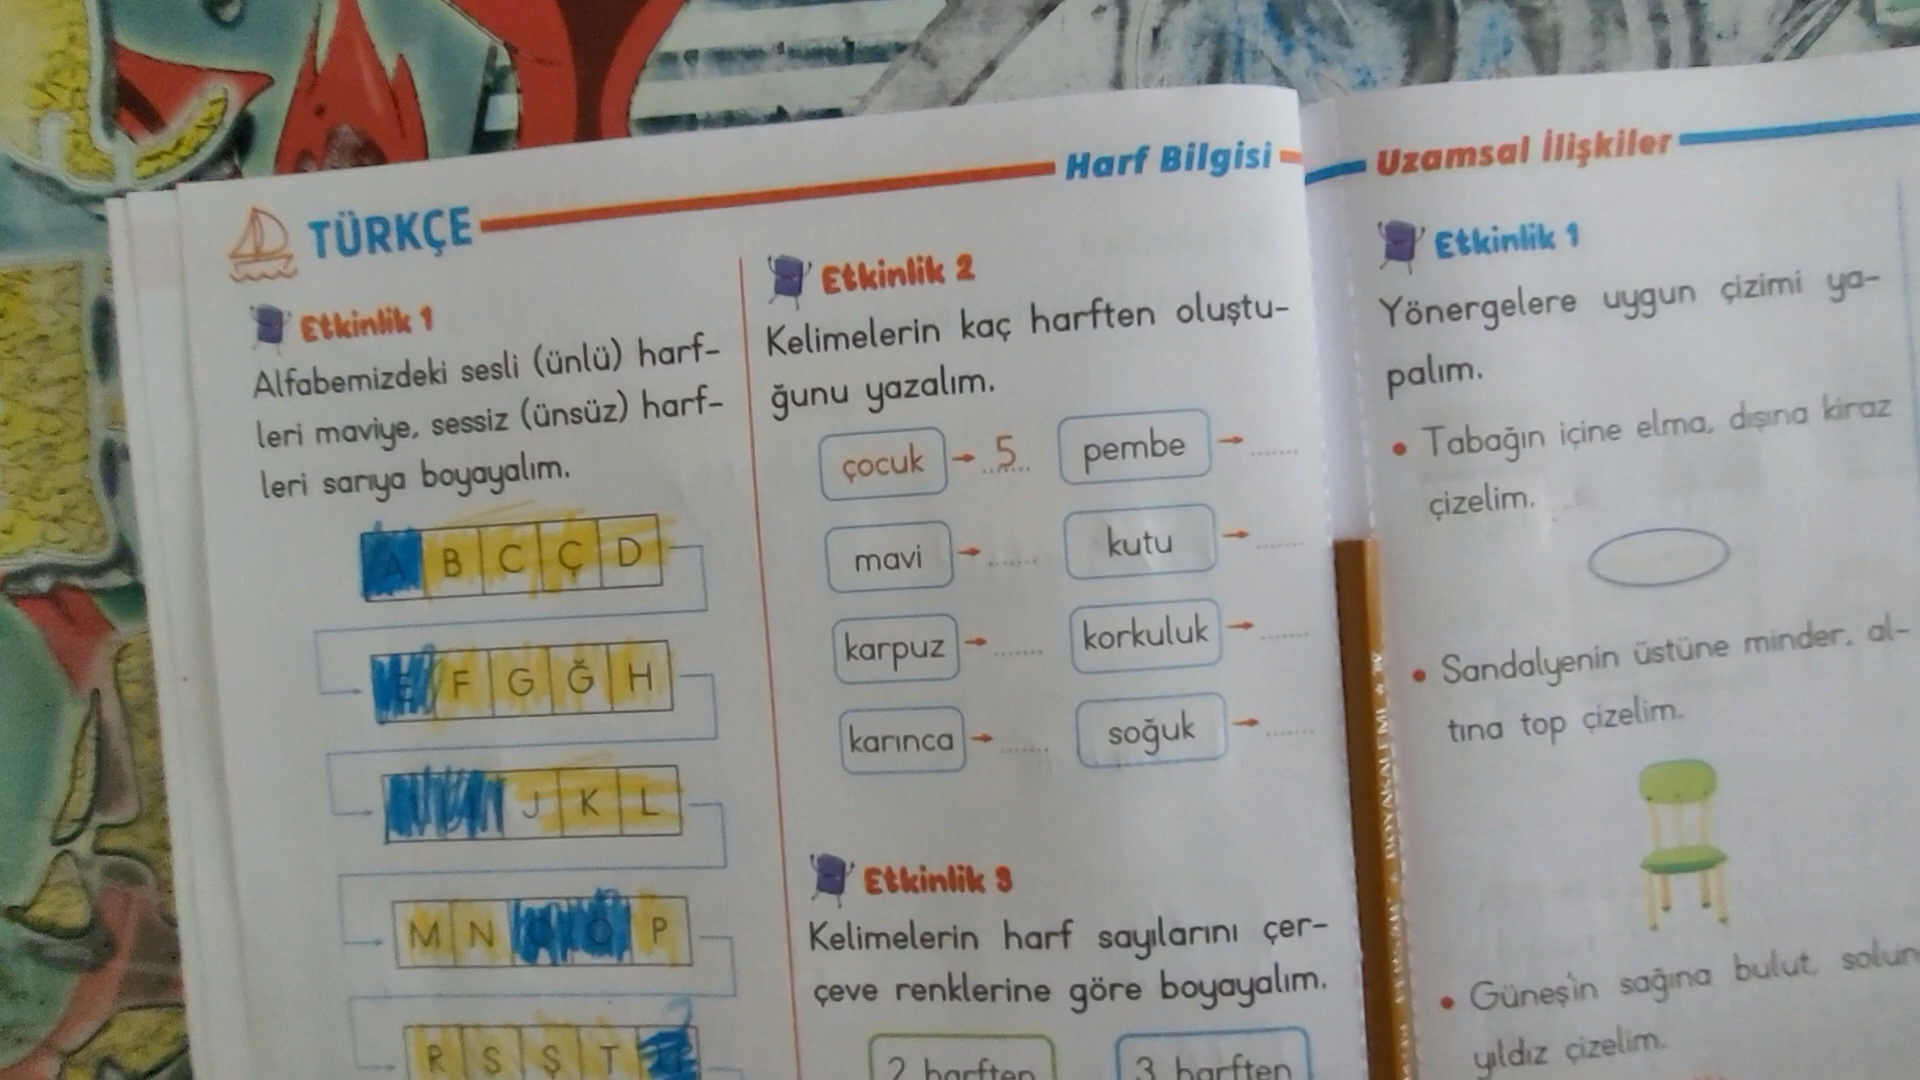 TÜRKÇE
Harf Bilgisi
Etkinlik 1
Alfabemizdeki sesli (ünlü) harf-
leri maviye, sessiz (ünsüz) harf-
leri sarıya boyayalım.
A B C Ç D
E F G Ğ H
J K L
M N O Ö P
R S Ş T
Etkinlik 2
Kelimelerin kaç harften oluştu-
ğunu yazalım.
çocuk → 5 pembe → ......
mavi → ...... kutu → ......
karpuz → ...... korkuluk → ......
karınca → ...... soğuk → ......
Etkinlik 3
Kelimelerin harf sayılarını çer-
çeve renklerine göre boyayalım.
2 harften 3 harften
Uzamsal İlişkiler
Etkinlik 1
Yönergelere uygun çizimi ya-
palım.
• Tabağın içine elma, dışına kiraz
çizelim.
• Sandalyenin üstüne minder, al-
tına top çizelim.
• Güneşin sağına bulut, solun
yıldız çizelim.